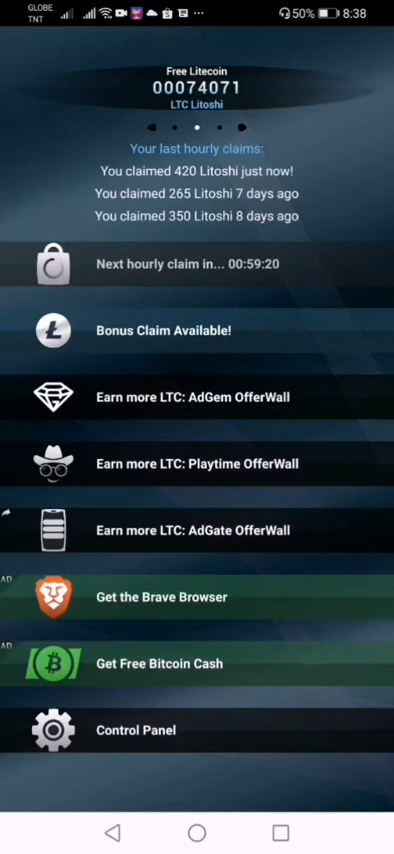 GLOBE
TNT
50% 8:38
Free Litecoin
00074071
LTC Litoshi
Your last hourly claims:
You claimed 420 Litoshi just now!
You claimed 265 Litoshi 7 days ago
You claimed 350 Litoshi 8 days ago
Next hourly claim in... 00:59:20
Bonus Claim Available!
Earn more LTC: AdGem OfferWall
Earn more LTC: Playtime OfferWall
Earn more LTC: AdGate OfferWall
AD
Get the Brave Browser
AD
Get Free Bitcoin Cash
Control Panel